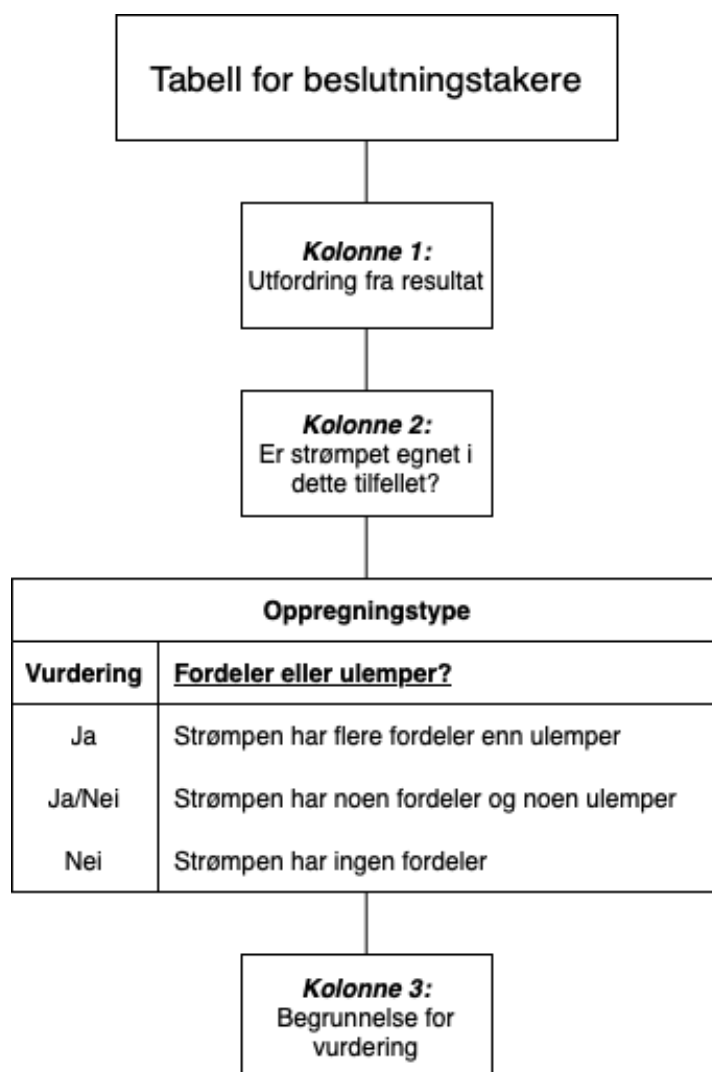 Tabell for beslutningstakere
Kolonne 1:
Utfordring fra resultat
Kolonne 2:
Er strømpet egnet i
dette tilfellet?
Oppregningstype
Vurdering Fordeler eller ulemper?
Ja Strømpen har flere fordeler enn ulemper
Ja/Nei Strømpen har noen fordeler og noen ulemper
Nei Strømpen har ingen fordeler
Kolonne 3:
Begrunnelse for
vurdering